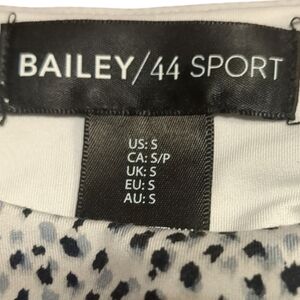 BAILEY/44 SPORT
US: S
CA: S/P
UK: S
EU: S
AU: S